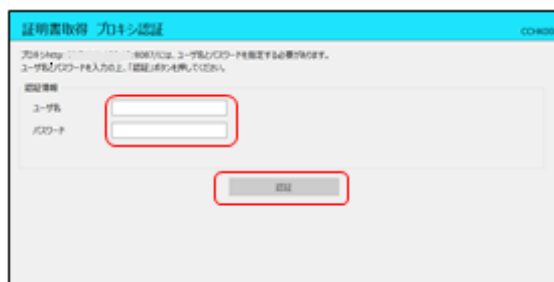 証明書取得 プロキシ認証
プロキシhttp 8087には、ユーザ名とパスワードを指定する必要があります。
ユーザ名とパスワードを入力の上、「認証」ボタンを押してください。
認証情報
ユーザ名
パスワード
認証